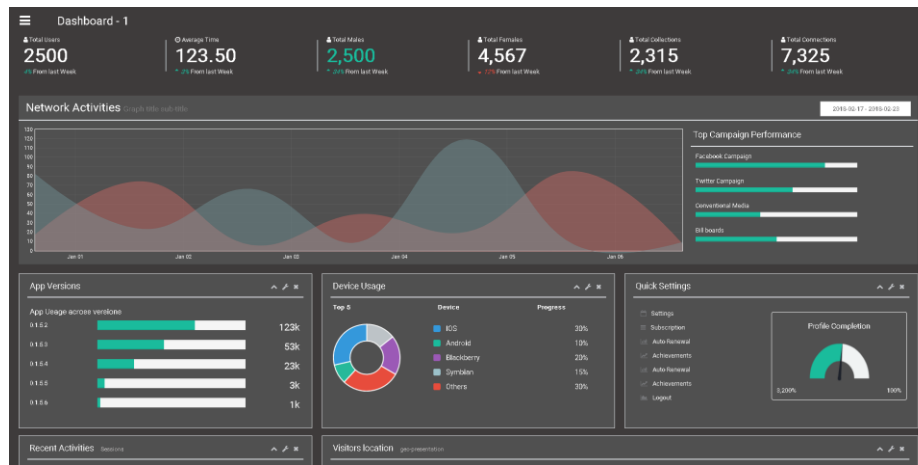 Dashboard - 1
Total Users
2500
4% From last Week
Average Time
123.50
3% From last Week
Total Males
2,500
34% From last Week
Total Females
4,567
12% From last Week
Total Collections
2,315
34% From last Week
Total Connections
7,325
34% From last Week
Network Activities Graph title sub-title
130
120
110
100
90
80
70
60
50
40
30
20
10
0
Jan 01
Jan 02
Jan 03
Jan 04
Jan 05
Jan 06
Top Campaign Performance
Facebook Campaign
Twitter Campaign
Conventional Media
Bill boards
App Versions
App Usage across versions
0.1.5.2 123k
0.1.5.3 53k
0.1.5.4 23k
0.1.5.5 3k
0.1.5.6 1k
Device Usage
Top 5 Device Progress
IOS 30%
Android 10%
Blackberry 20%
Symbian 15%
Others 30%
Quick Settings
Settings
Subscription
Auto Renewal
Achievements
Auto Renewal
Achievements
Logout
Profile Completion
3,200% 100%
Recent Activities Sessions
Visitors location geo-presentation